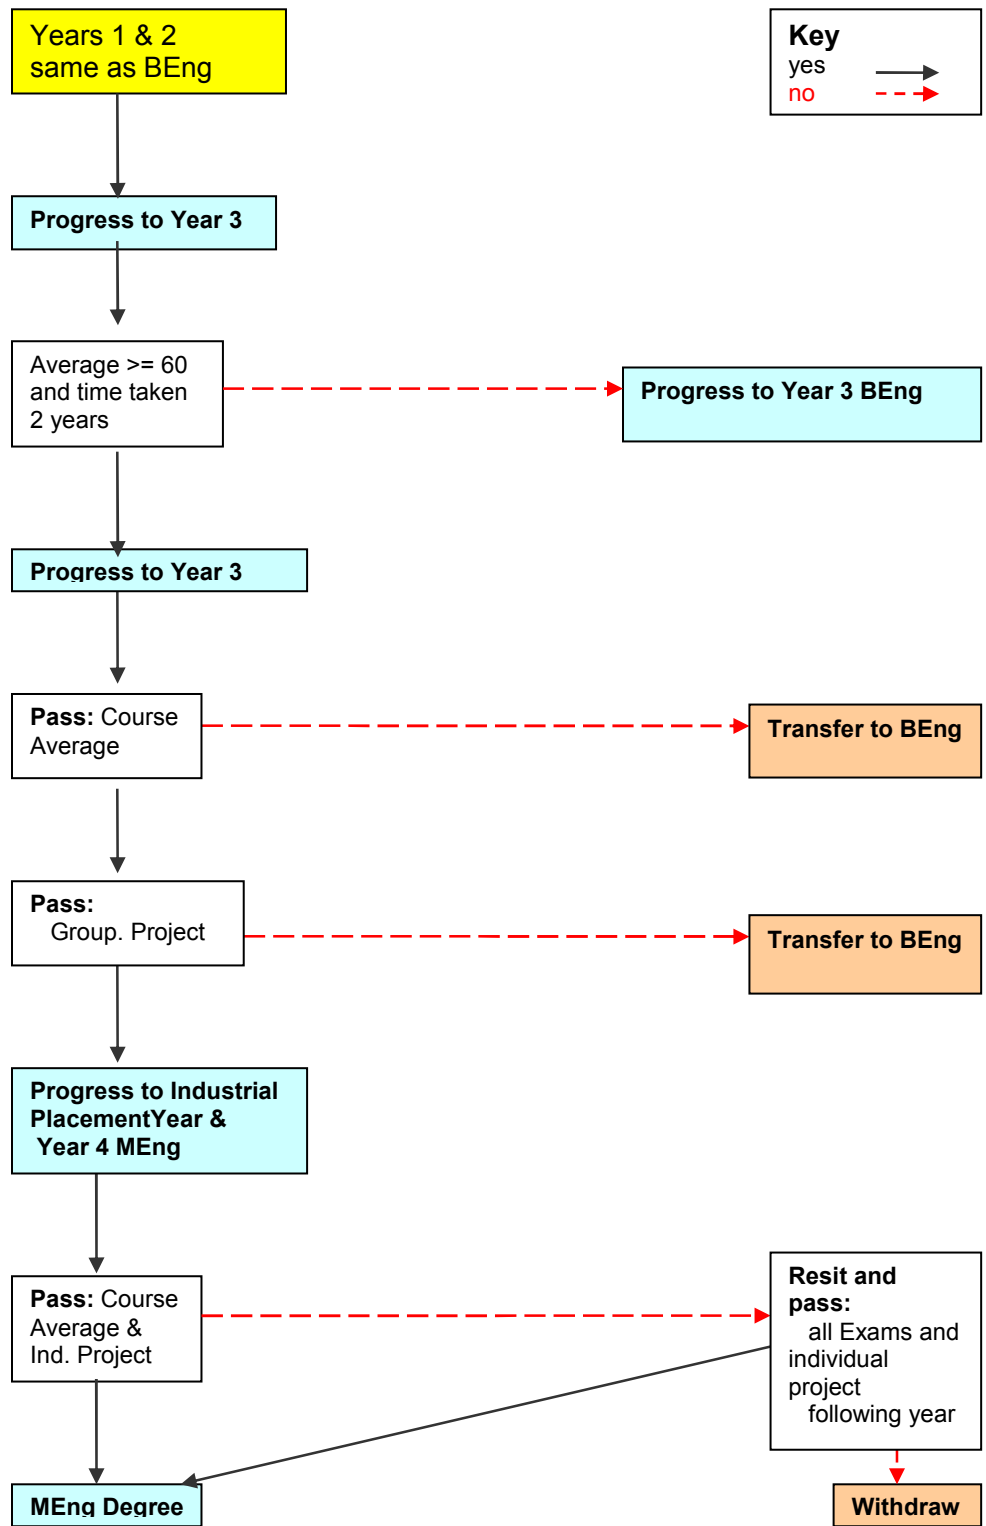 Years 1 & 2
same as BEng
Key
yes
no
Progress to Year 3
Average >= 60
and time taken
2 years
Progress to Year 3 BEng
Progress to Year 3
Pass: Course
Average
Transfer to BEng
Pass:
Group. Project
Transfer to BEng
Progress to Industrial
PlacementYear &
Year 4 MEng
Pass: Course
Average &
Ind. Project
Resit and
pass:
all Exams and
individual
project
following year
MEng Degree
Withdraw